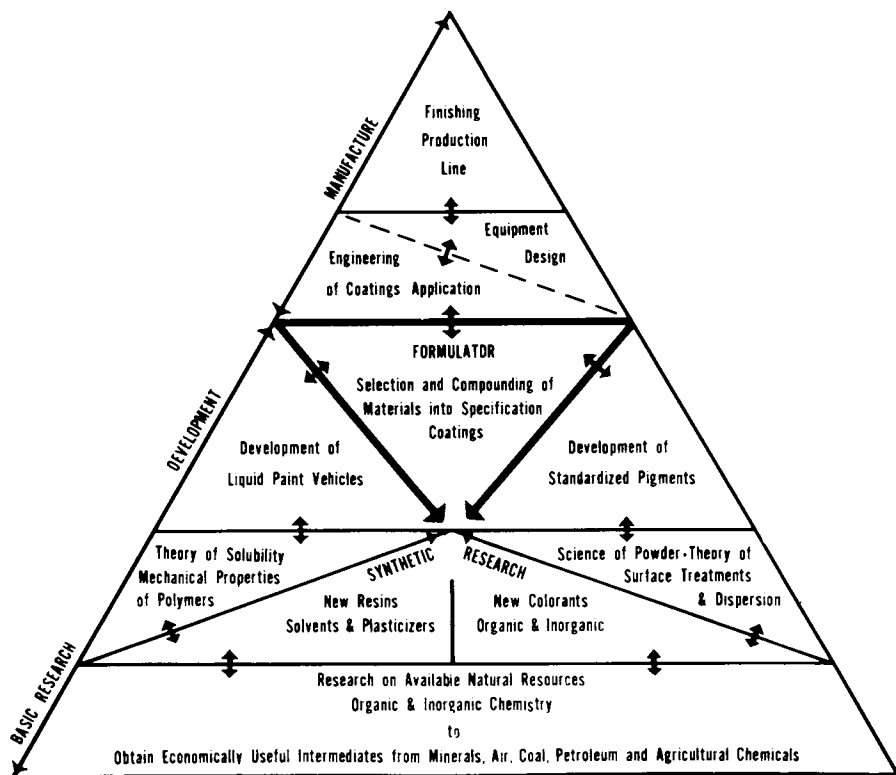 MANUFACTURE
Finishing
Production
Line
Equipment
Design
Engineering
of Coatings Application
DEVELOPMENT
FORMULATOR
Selection and Compounding of
Materials into Specification
Coatings
Development of
Liquid Paint Vehicles
Development of
Standardized Pigments
BASIC RESEARCH
Theory of Solubility
Mechanical Properties
of Polymers
SYNTHETIC RESEARCH
Science of Powder-Theory of
Surface Treatments
& Dispersion
New Resins
Solvents & Plasticizers
New Colorants
Organic & Inorganic
Research on Available Natural Resources
Organic & Inorganic Chemistry
to
Obtain Economically Useful Intermediates from Minerals, Air, Coal, Petroleum and Agricultural Chemicals